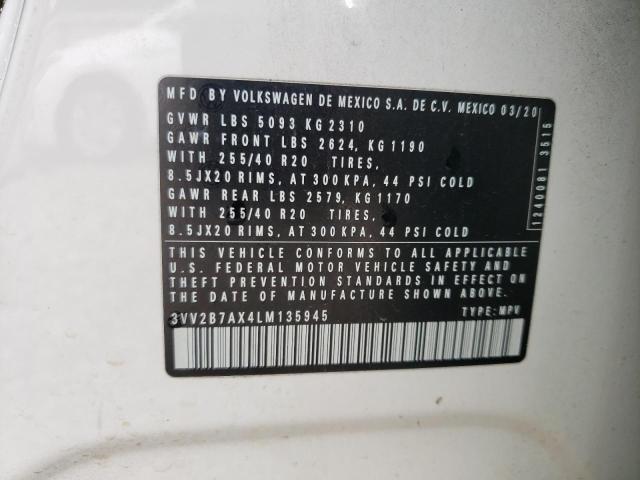 MFD BY VOLKSWAGEN DE MEXICO S.A. DE C.V. MEXICO 03/20
GVWR LBS 5093 KG 2310
GAWR FRONT LBS 2624, KG 1190
WITH 255/40 R20 TIRES,
8.5JX20 RIMS, AT 300 KPA, 44 PSI COLD
GAWR REAR LBS 2579, KG 1170
WITH 255/40 R20 TIRES,
8.5JX20 RIMS, AT 300 KPA, 44 PSI COLD
THIS VEHICLE CONFORMS TO ALL APPLICABLE
U.S. FEDERAL MOTOR VEHICLE SAFETY AND
THEFT PREVENTION STANDARDS IN EFFECT ON
THE DATE OF MANUFACTURE SHOWN ABOVE
3VV2B7AX4LM135945 TYPE: MPV
1240081 3515